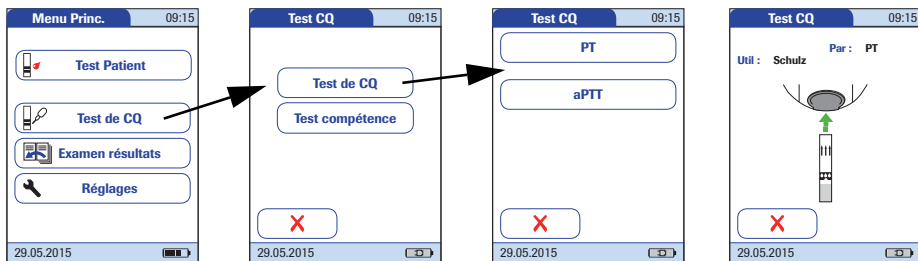 Menu Princ. 09:15
Test Patient
Test de CQ
Examen résultats
Réglages
29.05.2015
Test CQ 09:15
Test de CQ
Test compétence
29.05.2015
Test CQ 09:15
PT
aPTT
29.05.2015
Test CQ 09:15
Par : PT
Util : Schulz
29.05.2015